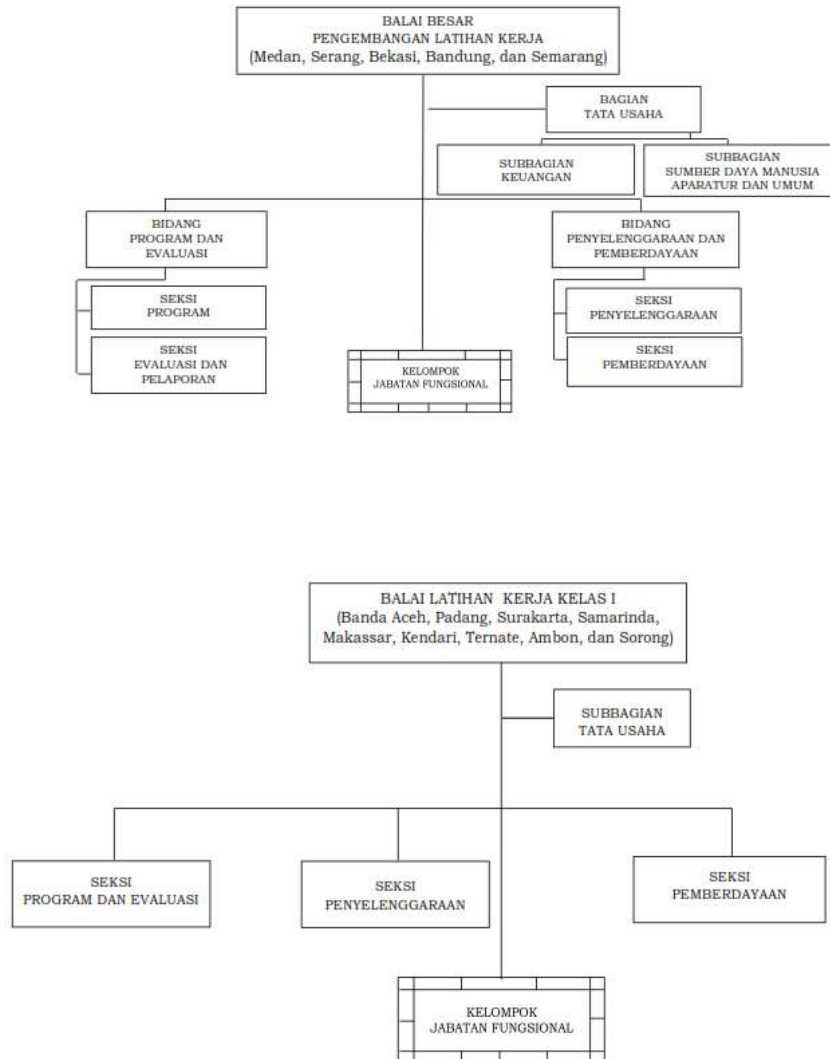 BALAI BESAR
PENGEMBANGAN LATIHAN KERJA
(Medan, Serang, Bekasi, Bandung, dan Semarang)
BAGIAN
TATA USAHA
SUBBAGIAN
KEUANGAN
SUBBAGIAN
SUMBER DAYA MANUSIA
APARATUR DAN UMUM
BIDANG
PROGRAM DAN
EVALUASI
BIDANG
PENYELENGGARAAN DAN
PEMBERDAYAAN
SEKSI
PROGRAM
SEKSI
EVALUASI DAN
PELAPORAN
SEKSI
PENYELENGGARAAN
SEKSI
PEMBERDAYAAN
KELOMPOK
JABATAN FUNGSIONAL
BALAI LATIHAN KERJA KELAS I
(Banda Aceh, Padang, Surakarta, Samarinda,
Makassar, Kendari, Ternate, Ambon, dan Sorong)
SUBBAGIAN
TATA USAHA
SEKSI
PROGRAM DAN EVALUASI
SEKSI
PENYELENGGARAAN
SEKSI
PEMBERDAYAAN
KELOMPOK
JABATAN FUNGSIONAL